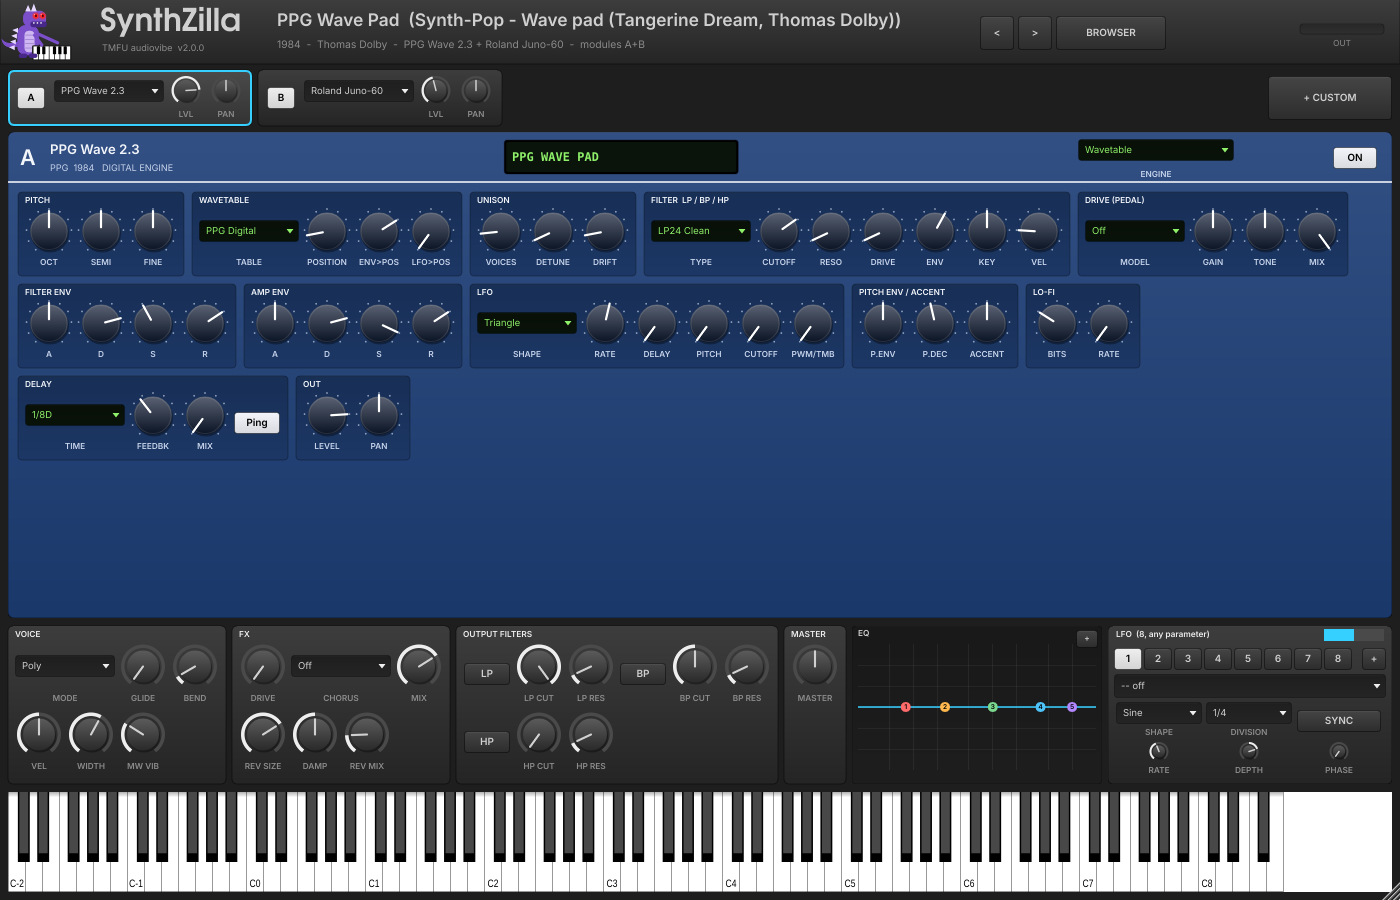 SynthZilla
TMFU audiovibe v2.0.0
PPG Wave Pad (Synth-Pop - Wave pad (Tangerine Dream, Thomas Dolby))
1984 - Thomas Dolby - PPG Wave 2.3 + Roland Juno-60 - modules A+B
< > BROWSER
OUT
A PPG Wave 2.3 LVL PAN
B Roland Juno-60 LVL PAN
+ CUSTOM
A PPG Wave 2.3
PPG 1984 DIGITAL ENGINE
PPG WAVE PAD
Wavetable
ENGINE
ON
PITCH
OCT SEMI FINE
WAVETABLE
PPG Digital
TABLE POSITION ENV>POS LFO>POS
UNISON
VOICES DETUNE DRIFT
FILTER LP / BP / HP
LP24 Clean
TYPE CUTOFF RESO DRIVE ENV KEY VEL
DRIVE (PEDAL)
Off
MODEL GAIN TONE MIX
FILTER ENV
A D S R
AMP ENV
A D S R
LFO
Triangle
SHAPE RATE DELAY PITCH CUTOFF PWM/TMB
PITCH ENV / ACCENT
P.ENV P.DEC ACCENT
LO-FI
BITS RATE
DELAY
1/8D
Ping
TIME FEEDBK MIX
OUT
LEVEL PAN
VOICE
Poly
MODE GLIDE BEND
VEL WIDTH MW VIB
FX
Off
DRIVE CHORUS MIX
REV SIZE DAMP REV MIX
OUTPUT FILTERS
LP BP
LP CUT LP RES BP CUT BP RES
HP
HP CUT HP RES
MASTER
MASTER
EQ
+
1 2 3 4 5
LFO (8, any parameter)
1 2 3 4 5 6 7 8 +
-- off
Sine 1/4 SYNC
SHAPE DIVISION
RATE DEPTH PHASE
C-2 C-1 C0 C1 C2 C3 C4 C5 C6 C7 C8